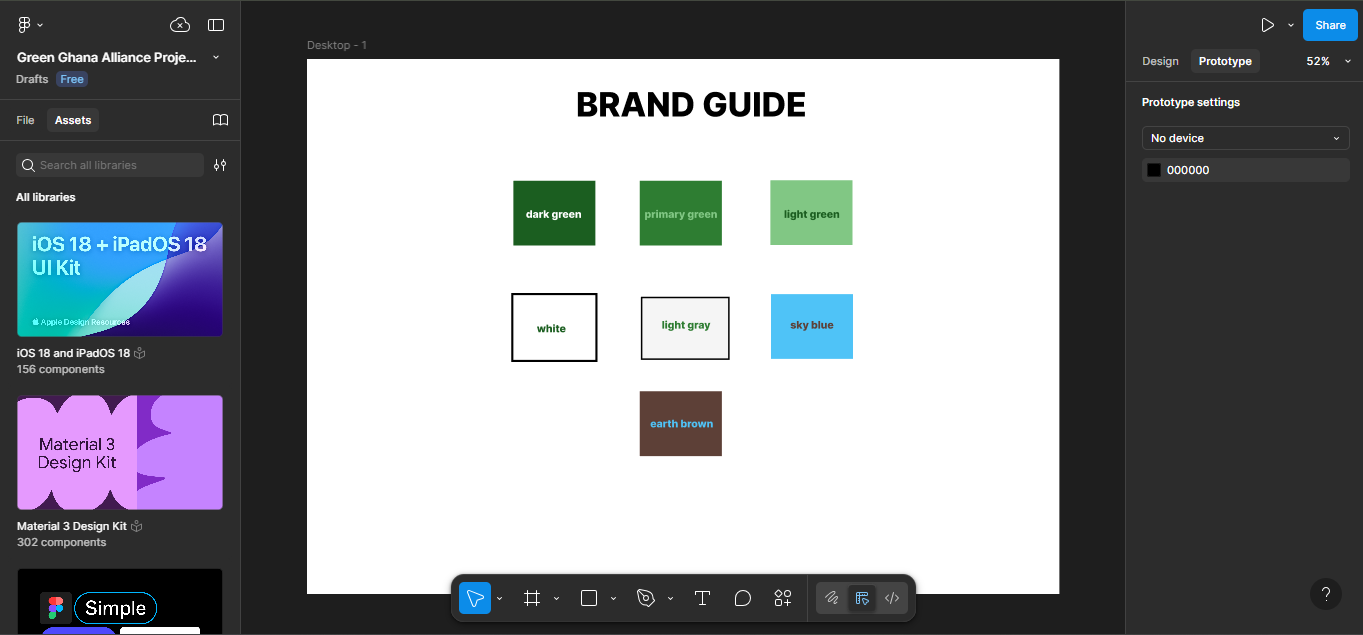 Green Ghana Alliance Proje...
Drafts Free
File Assets
Search all libraries
All libraries
iOS 18 + iPadOS 18
UI Kit
Apple Design Resources
iOS 18 and iPadOS 18
156 components
Material 3
Design Kit
Material 3 Design Kit
302 components
Simple
Desktop - 1
BRAND GUIDE
dark green
primary green
light green
white
light gray
sky blue
earth brown
Share
Design Prototype 52%
Prototype settings
No device
000000
?